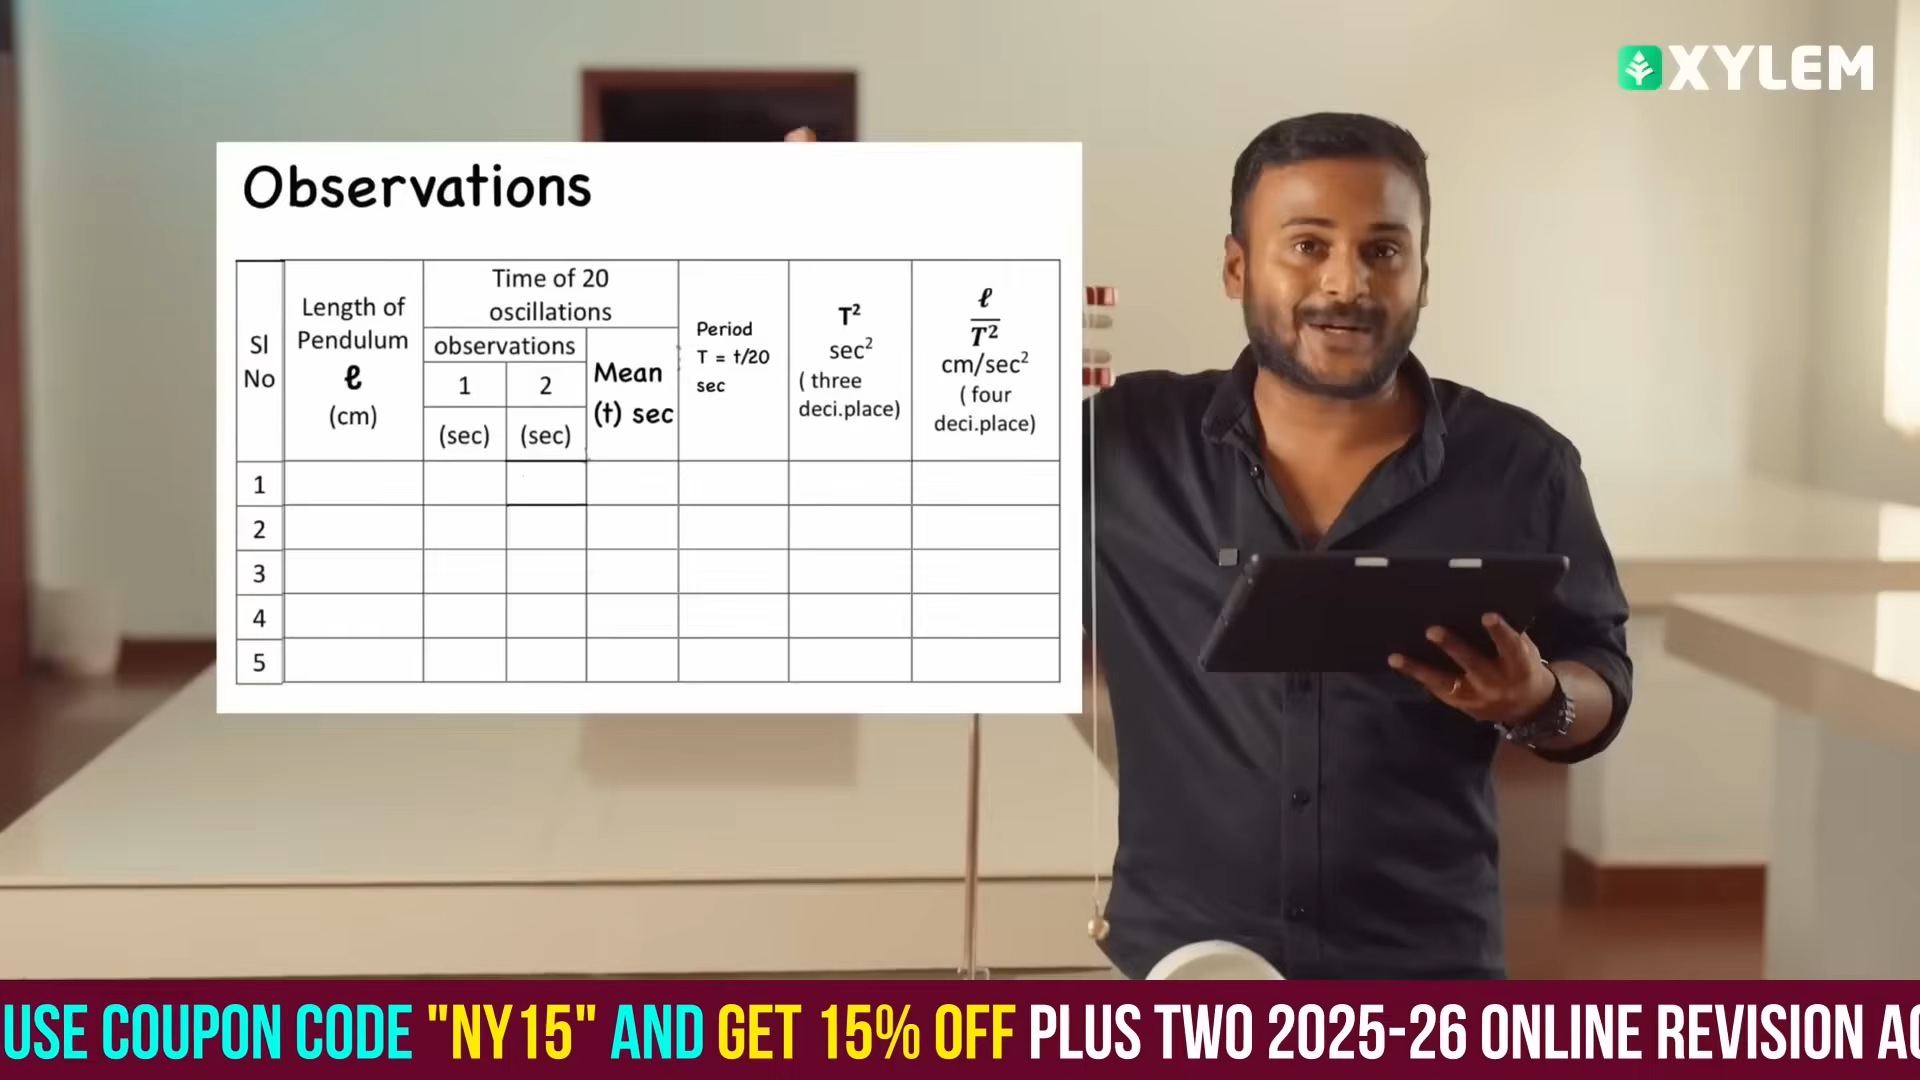 XYLEM
Observations
Sl
No
Length of
Pendulum
ℓ
(cm)
Time of 20
oscillations
observations
1
2
(sec)
(sec)
Mean
(t) sec
Period
T = t/20
sec
T²
sec²
( three
deci.place)
ℓ
T²
cm/sec²
( four
deci.place)
1
2
3
4
5
USE COUPON CODE "NY15" AND GET 15% OFF PLUS TWO 2025-26 ONLINE REVISION